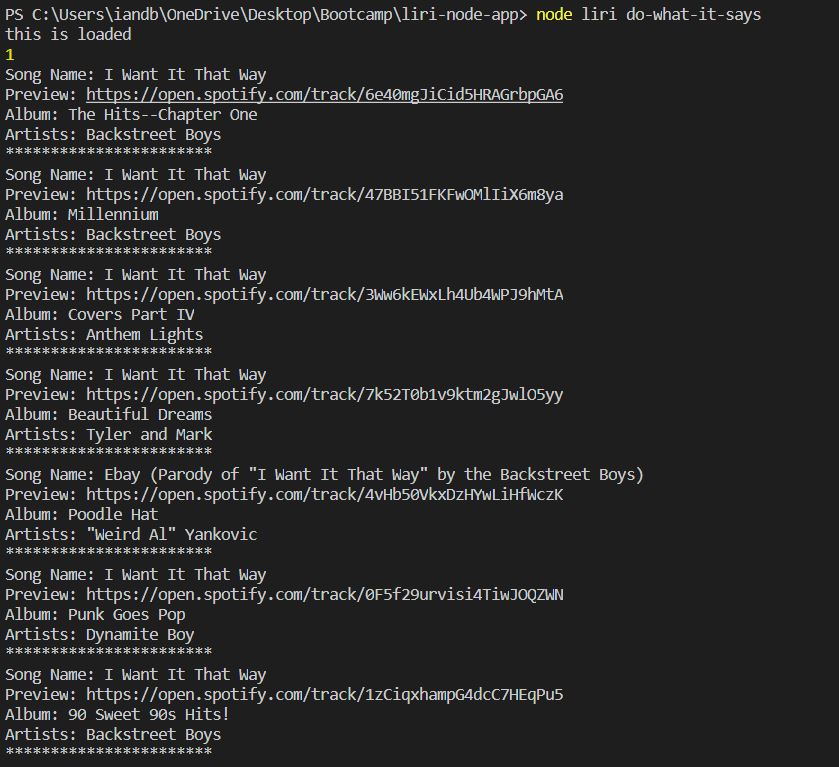 PS C:\Users\iandb\OneDrive\Desktop\Bootcamp\liri-node-app> node liri do-what-it-says
this is loaded
1
Song Name: I Want It That Way
Preview: https://open.spotify.com/track/6e40mgJiCid5HRAGrbpGA6
Album: The Hits--Chapter One
Artists: Backstreet Boys
***********************
Song Name: I Want It That Way
Preview: https://open.spotify.com/track/47BBI51FKFwOMlIiX6m8ya
Album: Millennium
Artists: Backstreet Boys
***********************
Song Name: I Want It That Way
Preview: https://open.spotify.com/track/3Ww6kEWxLh4Ub4WPJ9hMtA
Album: Covers Part IV
Artists: Anthem Lights
***********************
Song Name: I Want It That Way
Preview: https://open.spotify.com/track/7k52T0b1v9ktm2gJwlO5yy
Album: Beautiful Dreams
Artists: Tyler and Mark
***********************
Song Name: Ebay (Parody of "I Want It That Way" by the Backstreet Boys)
Preview: https://open.spotify.com/track/4vHb50VkxDzHYwLiHfWczK
Album: Poodle Hat
Artists: "Weird Al" Yankovic
***********************
Song Name: I Want It That Way
Preview: https://open.spotify.com/track/0F5f29urvisi4TiwJOQZWN
Album: Punk Goes Pop
Artists: Dynamite Boy
***********************
Song Name: I Want It That Way
Preview: https://open.spotify.com/track/1zCiqxhampG4dcC7HEqPu5
Album: 90 Sweet 90s Hits!
Artists: Backstreet Boys
***********************